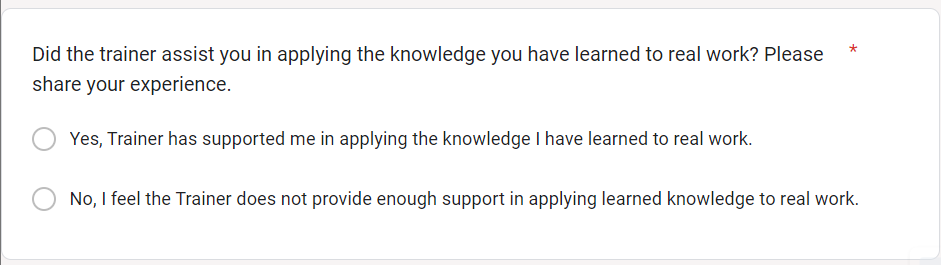 Did the trainer assist you in applying the knowledge you have learned to real work? Please *
share your experience.
Yes, Trainer has supported me in applying the knowledge I have learned to real work.
No, I feel the Trainer does not provide enough support in applying learned knowledge to real work.